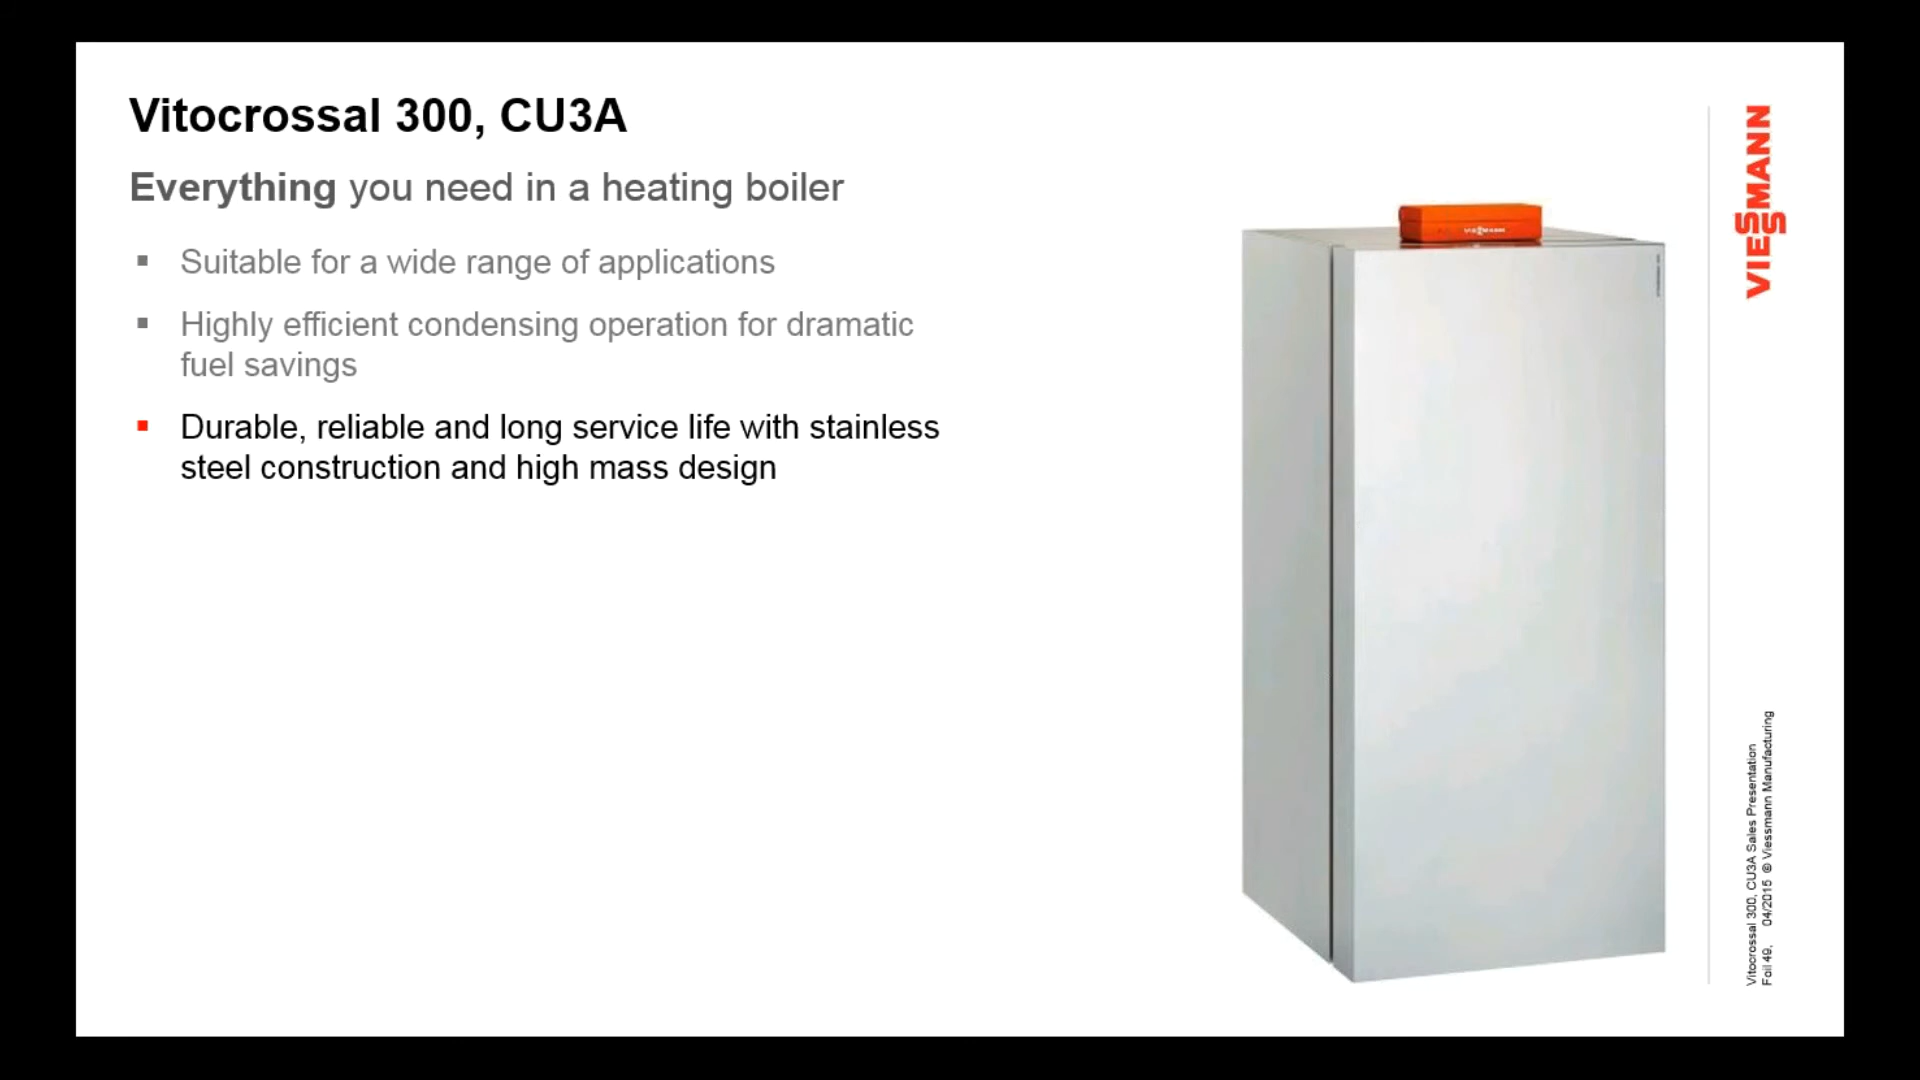 Vitocrossal 300, CU3A
Everything you need in a heating boiler
▪ Suitable for a wide range of applications
▪ Highly efficient condensing operation for dramatic
fuel savings
▪ Durable, reliable and long service life with stainless
steel construction and high mass design
VIESSMANN
VIESSMANN
Vitocrossal 300, CU3A Sales Presentation
Foil 49, 04/2015 © Viessmann Manufacturing